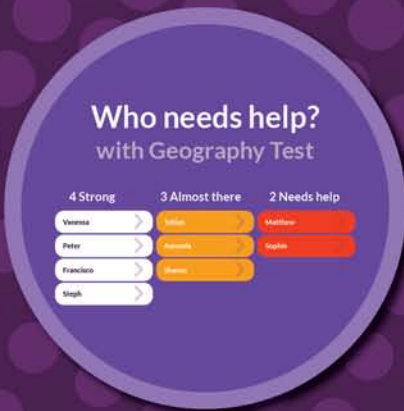 Who needs help?
with Geography Test
4 Strong
3 Almost there
2 Needs help
Vanessa
Peter
Francisco
Steph
Amanda
Matthew
Sophie